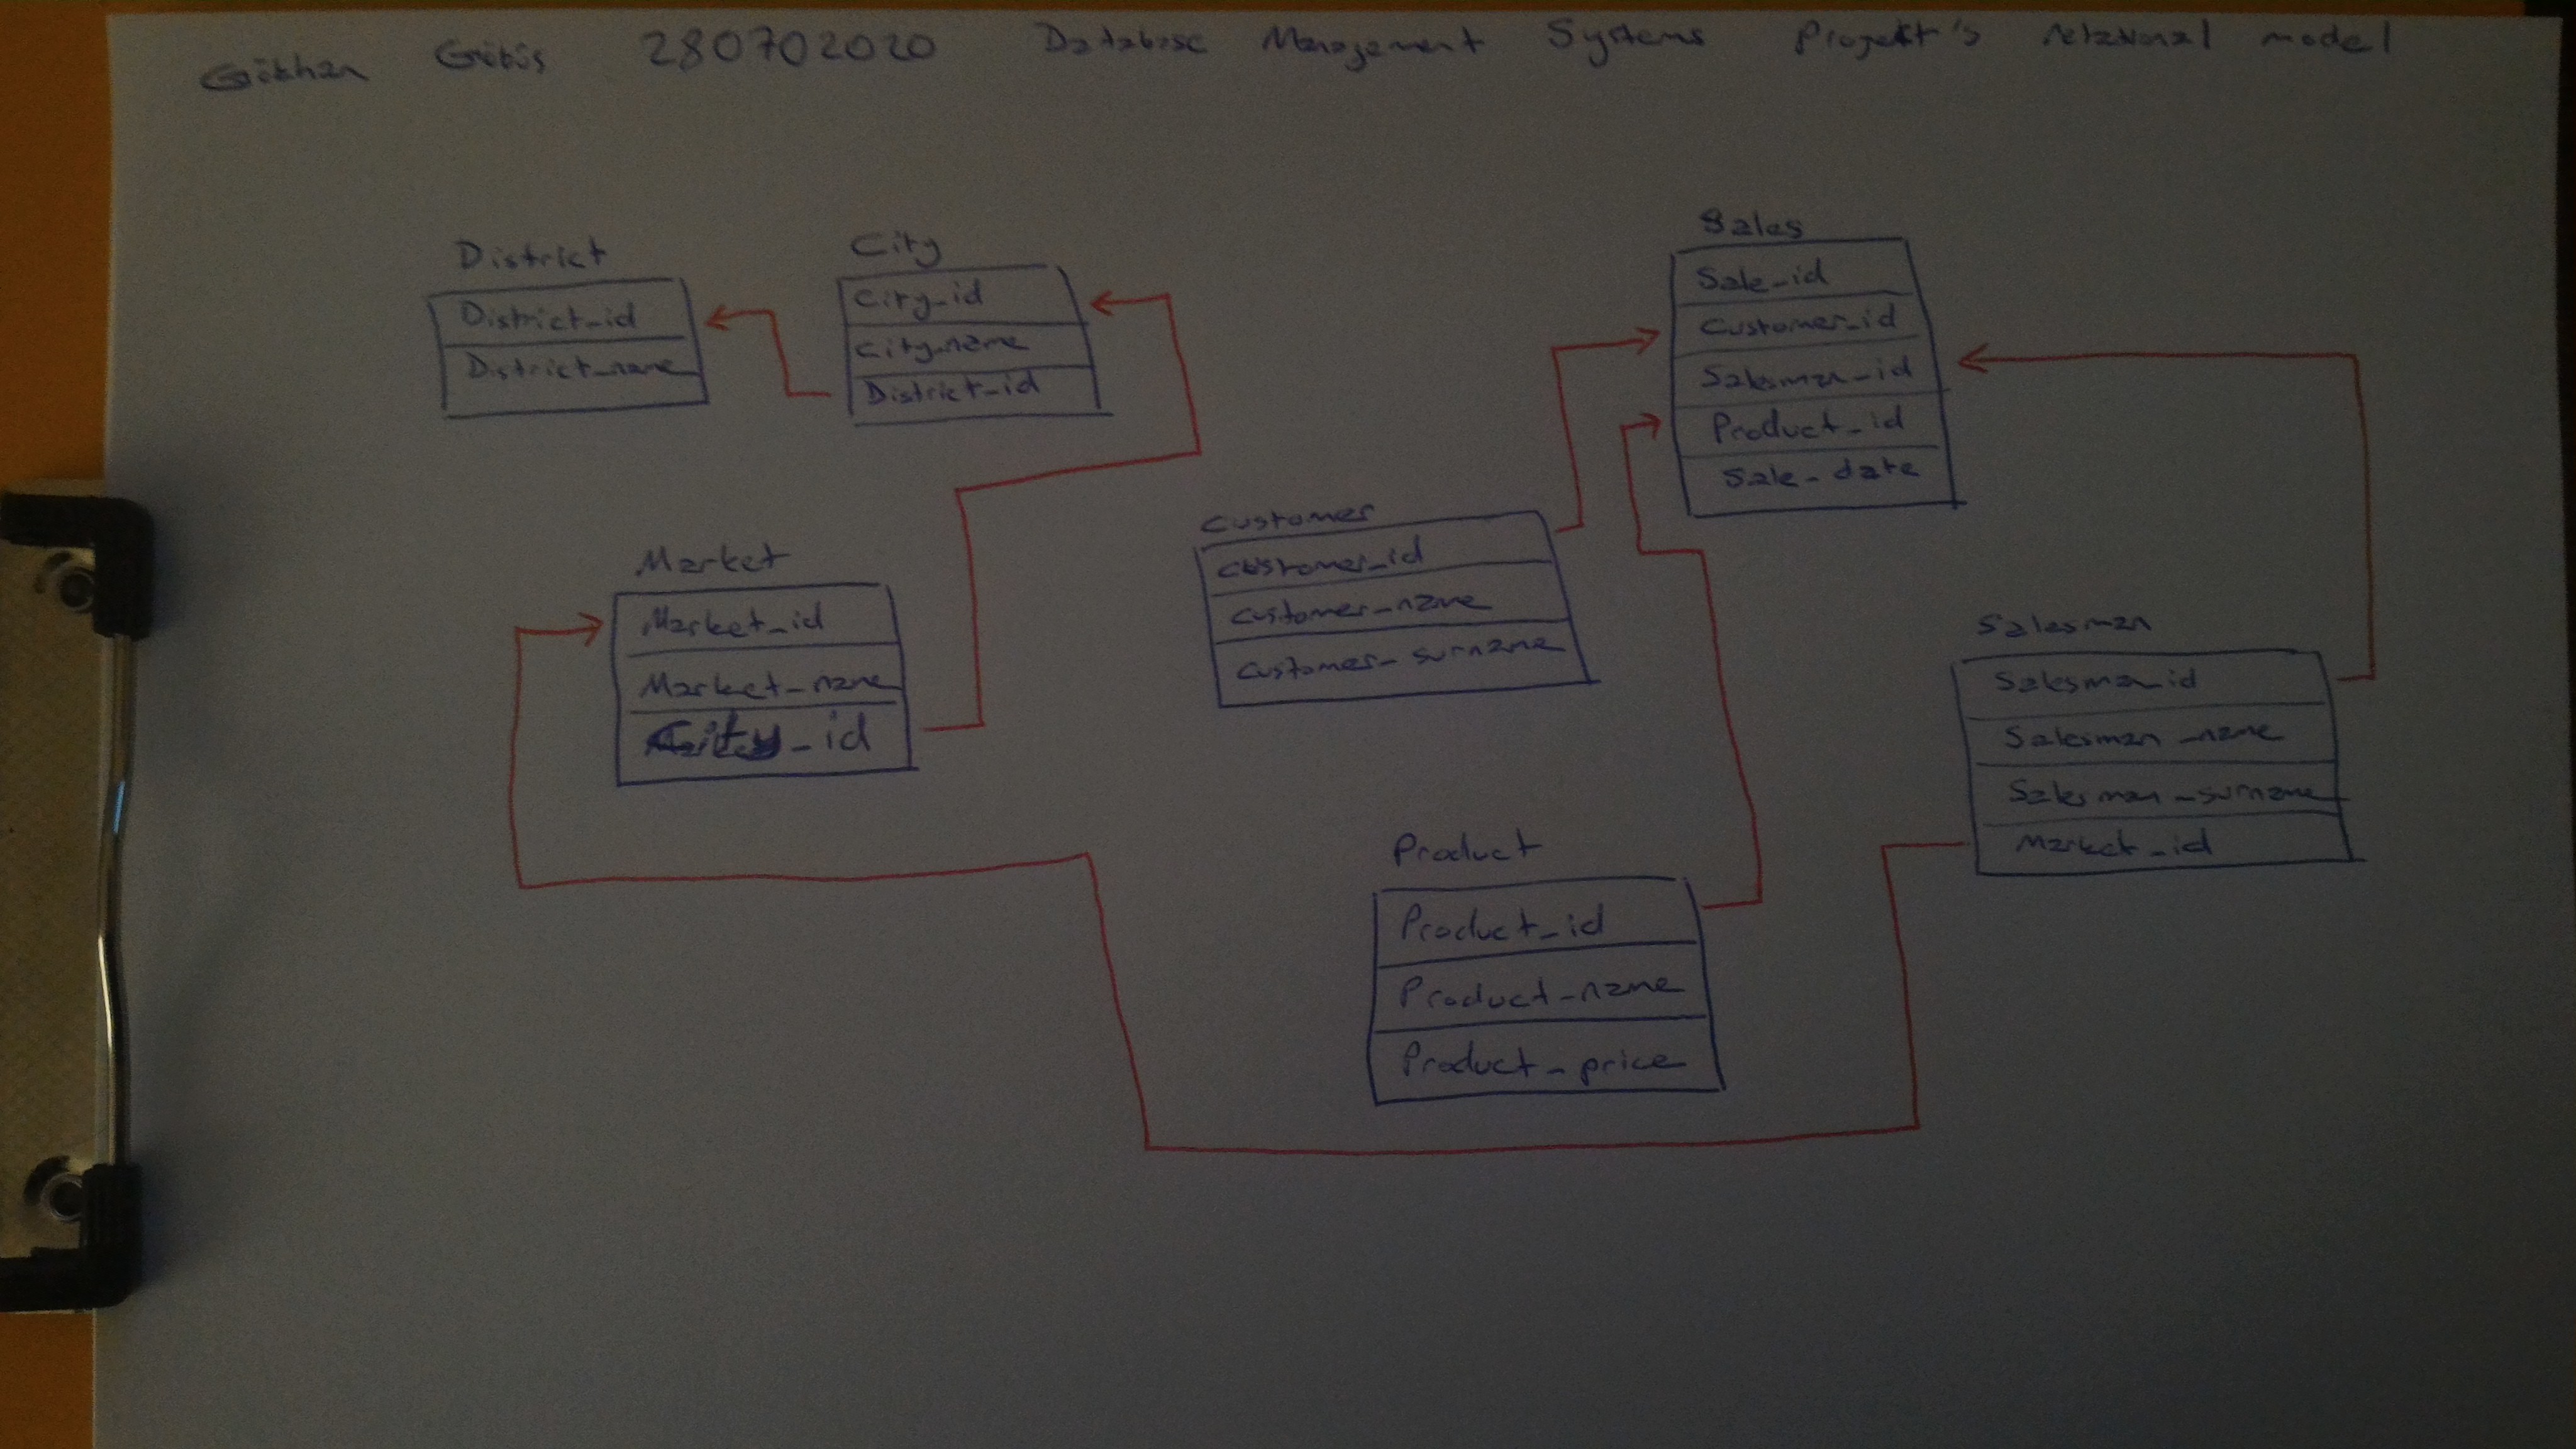 Gökhan 280702020 Database Management Systems Projekt's relational model
District
District_id
District_name
City
City_id
City_name
District_id
Sales
Sale_id
Customer_id
Salesman_id
Product_id
Sale_date
Market
Market_id
Market_name
City_id
Customer
Customer_id
Customer_name
Customer_surname
Salesman
Salesman_id
Salesman_name
Salesman_surname
Market_id
Product
Product_id
Product_name
Product_price